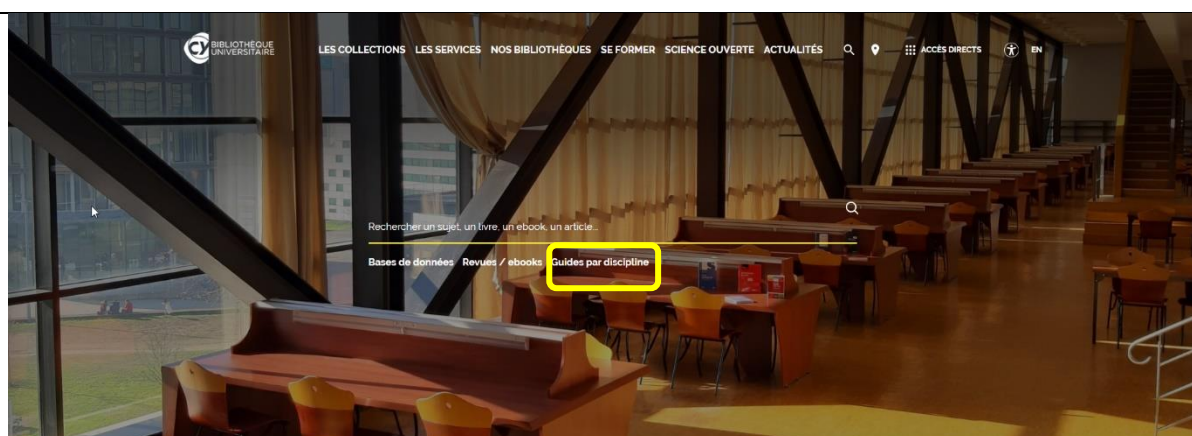 CY BIBLIOTHÈQUE
UNIVERSITAIRE
LES COLLECTIONS LES SERVICES NOS BIBLIOTHÈQUES SE FORMER SCIENCE OUVERTE ACTUALITÉS ACCÈS DIRECTS EN
Rechercher un sujet, un livre, un ebook, un article...
Bases de données Revues / ebooks Guides par discipline